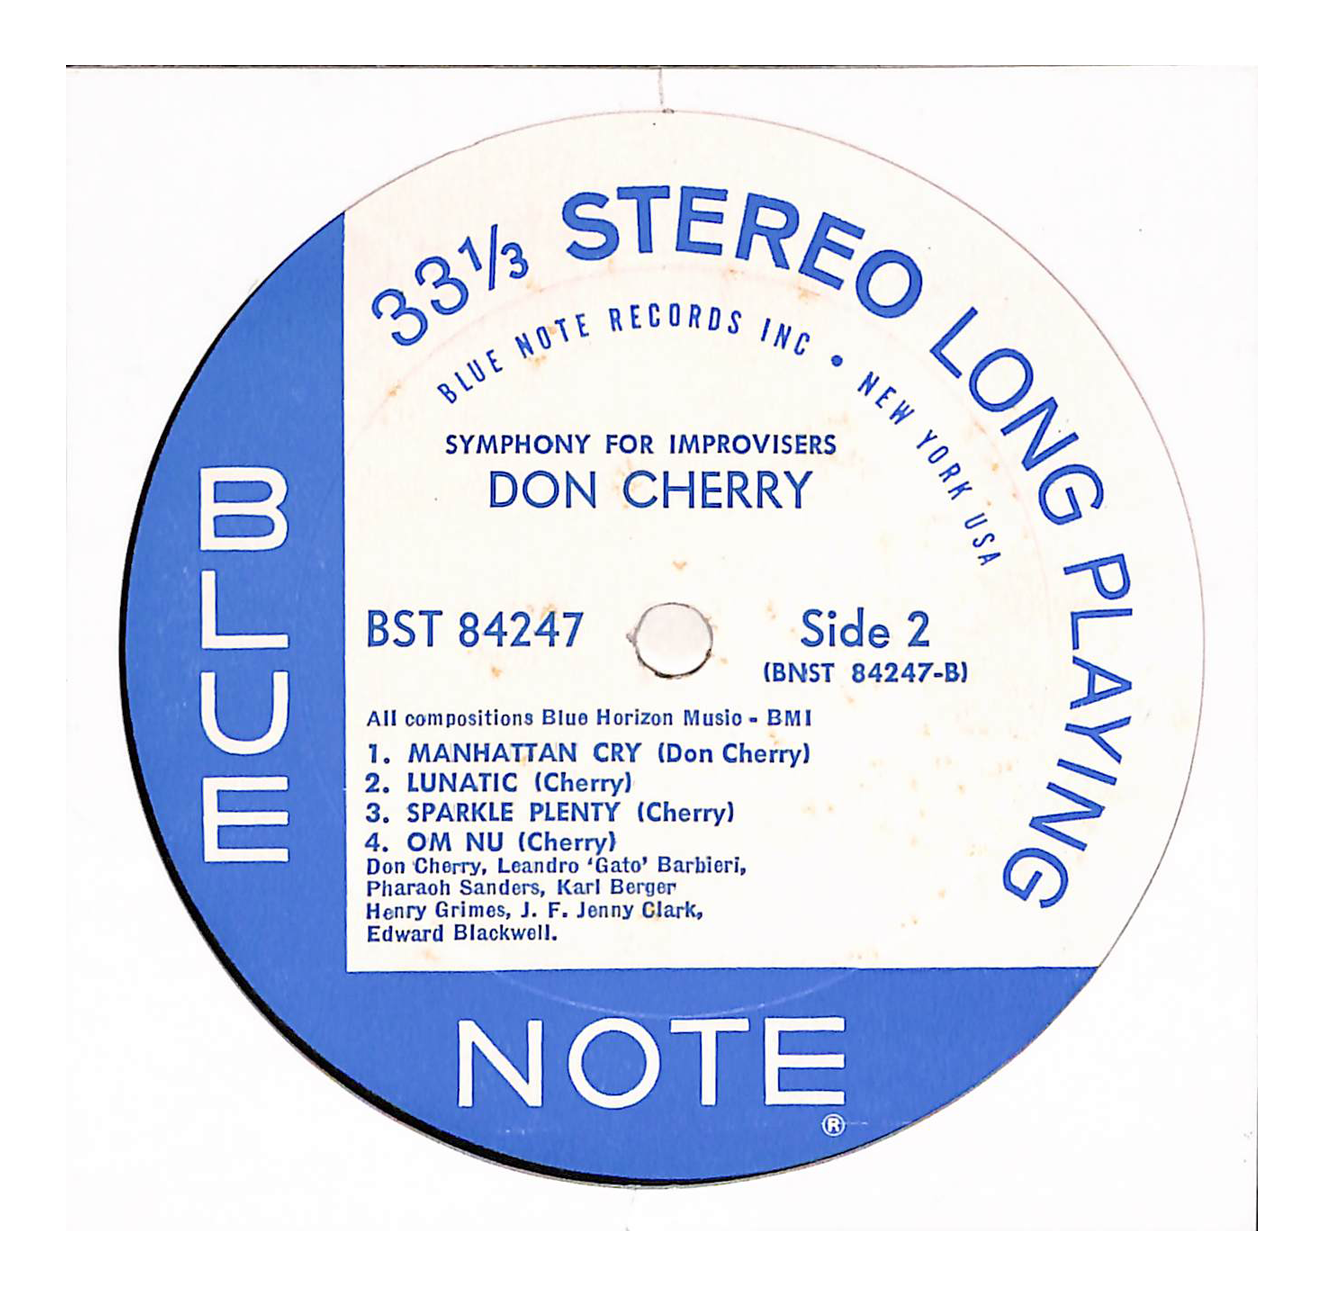 33⅓ STEREO LONG PLAYING
BLUE NOTE RECORDS INC • NEW YORK USA
SYMPHONY FOR IMPROVISERS
DON CHERRY
BST 84247
Side 2
(BNST 84247-B)
All compositions Blue Horizon Music - BMI
1. MANHATTAN CRY (Don Cherry)
2. LUNATIC (Cherry)
3. SPARKLE PLENTY (Cherry)
4. OM NU (Cherry)
Don Cherry, Leandro ‘Gato’ Barbieri,
Pharaoh Sanders, Karl Berger
Henry Grimes, J. F. Jenny Clark,
Edward Blackwell.
BLUE
NOTE
®